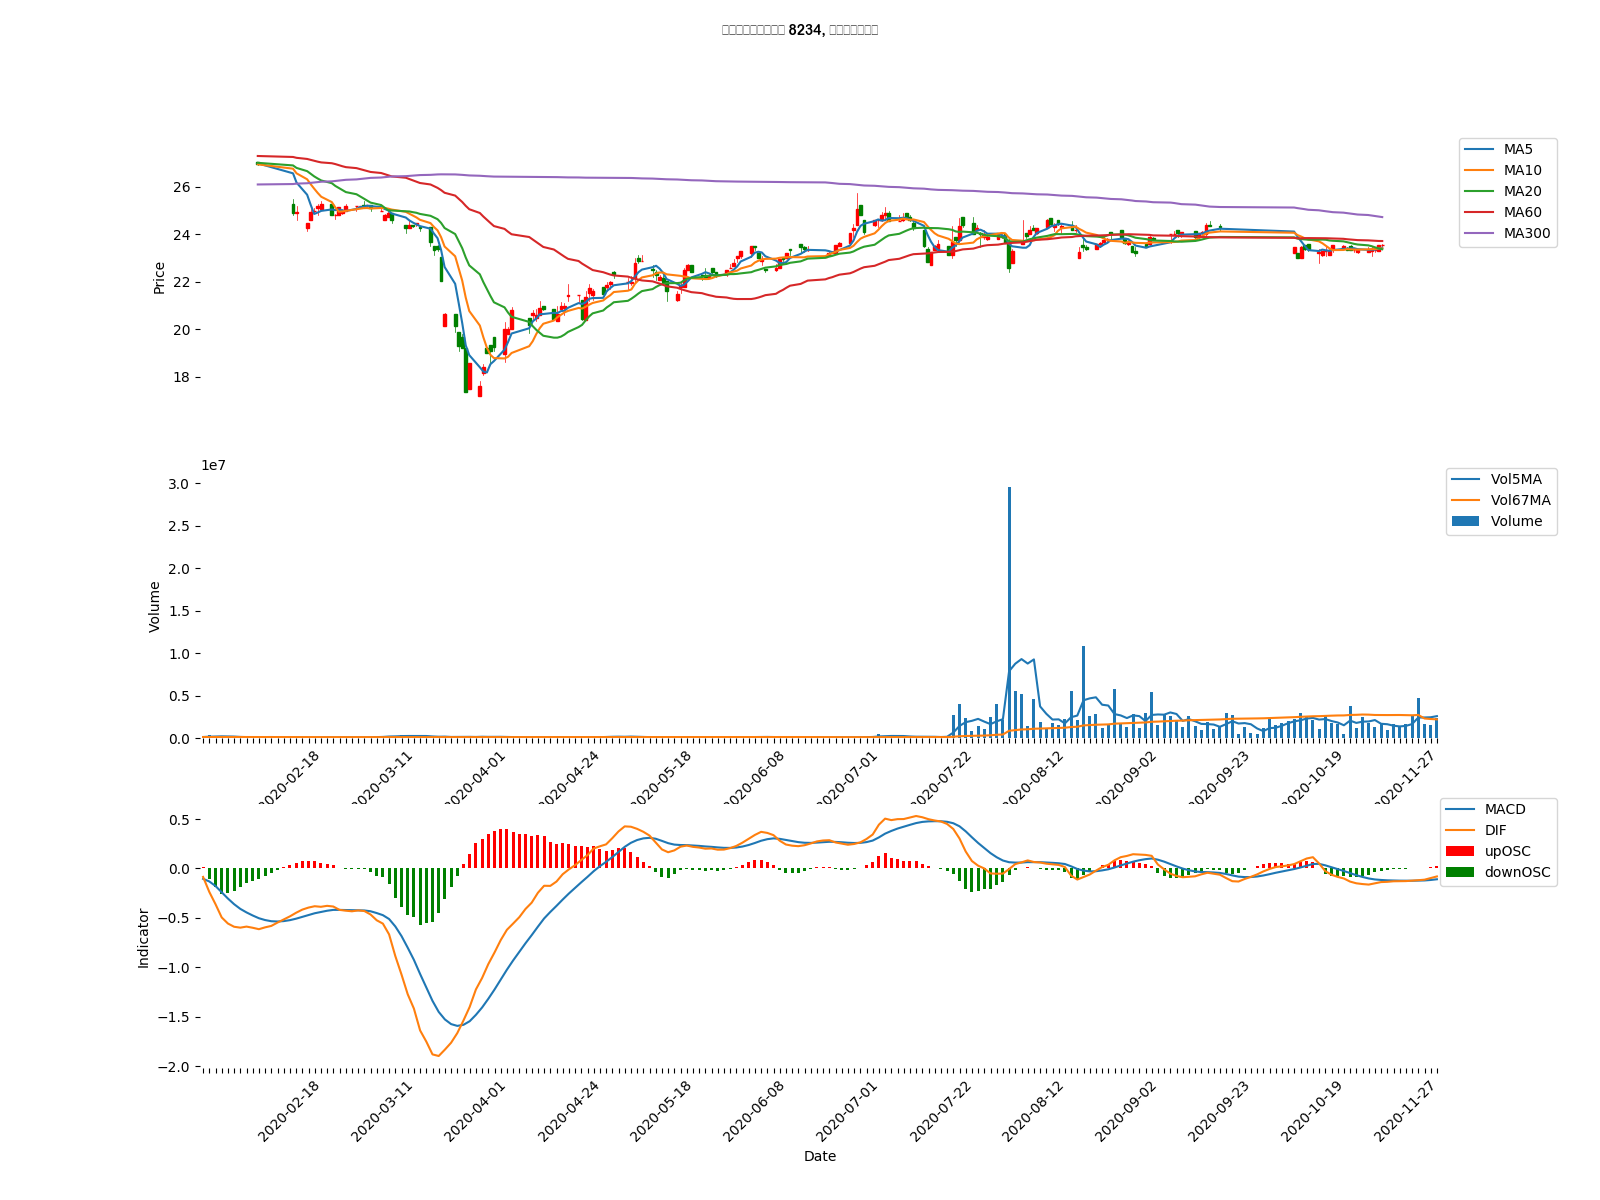 8234,
MA5
MA10
MA20
MA60
MA300
26
24
22
20
18
Price
1e7
3.0
2.5
2.0
1.5
1.0
0.5
0.0
Volume
Vol5MA
Vol67MA
Volume
2020-02-18 2020-03-11 2020-04-01 2020-04-24 2020-05-18 2020-06-08 2020-07-01 2020-07-22 2020-08-12 2020-09-02 2020-09-23 2020-10-19 2020-11-27
MACD
DIF
upOSC
downOSC
0.5
0.0
−0.5
−1.0
−1.5
−2.0
Indicator
2020-02-18 2020-03-11 2020-04-01 2020-04-24 2020-05-18 2020-06-08 2020-07-01 2020-07-22 2020-08-12 2020-09-02 2020-09-23 2020-10-19 2020-11-27
Date